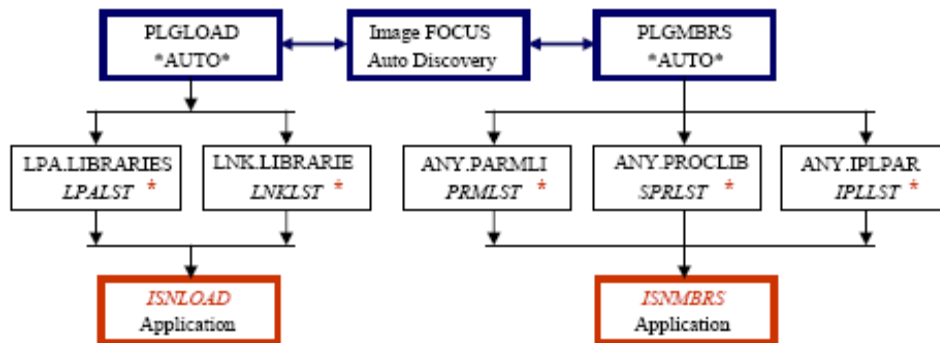 PLGLOAD
*AUTO*
Image FOCUS
Auto Discovery
PLGMBRS
*AUTO*
LPA.LIBRARIES
LPALST *
LNK.LIBRARIE
LNKLST *
ANY.PARMLI
PRMLST *
ANY.PROCLIB
SPRLST *
ANY.IPLPAR
IPLLST *
ISNLOAD
Application
ISNMBRS
Application